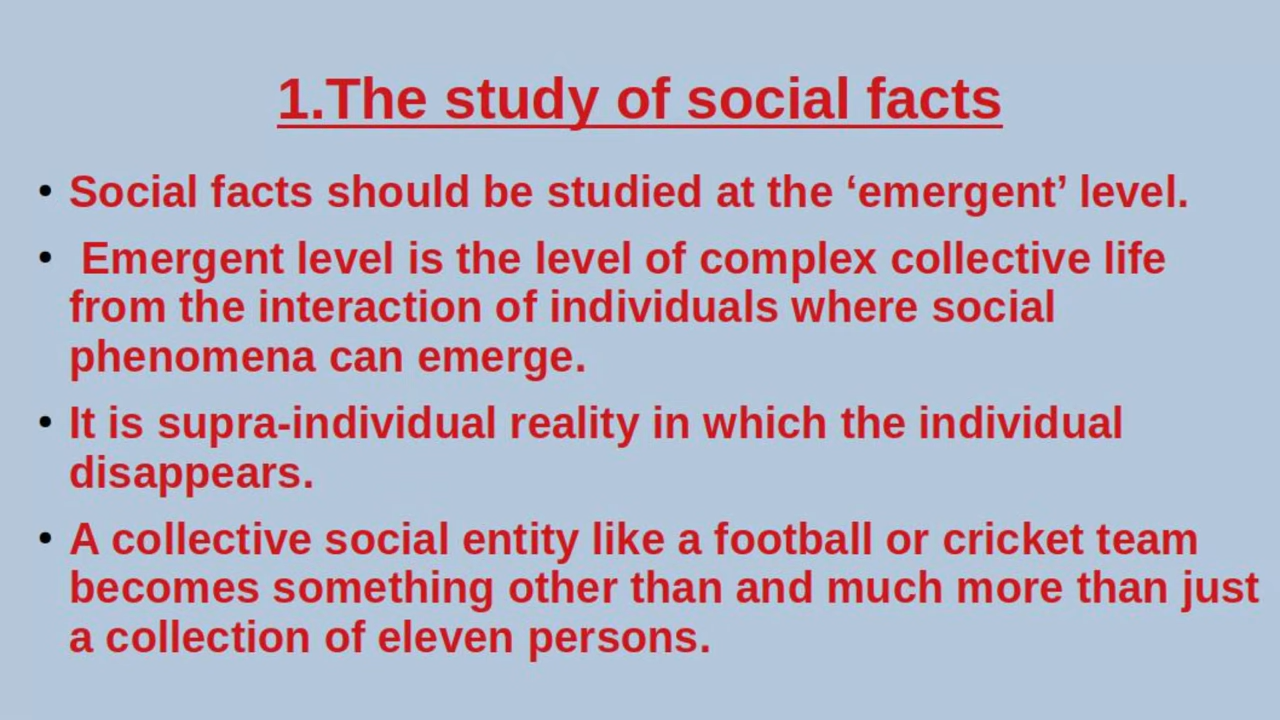 1.The study of social facts
• Social facts should be studied at the ‘emergent’ level.
• Emergent level is the level of complex collective life
from the interaction of individuals where social
phenomena can emerge.
• It is supra-individual reality in which the individual
disappears.
• A collective social entity like a football or cricket team
becomes something other than and much more than just
a collection of eleven persons.